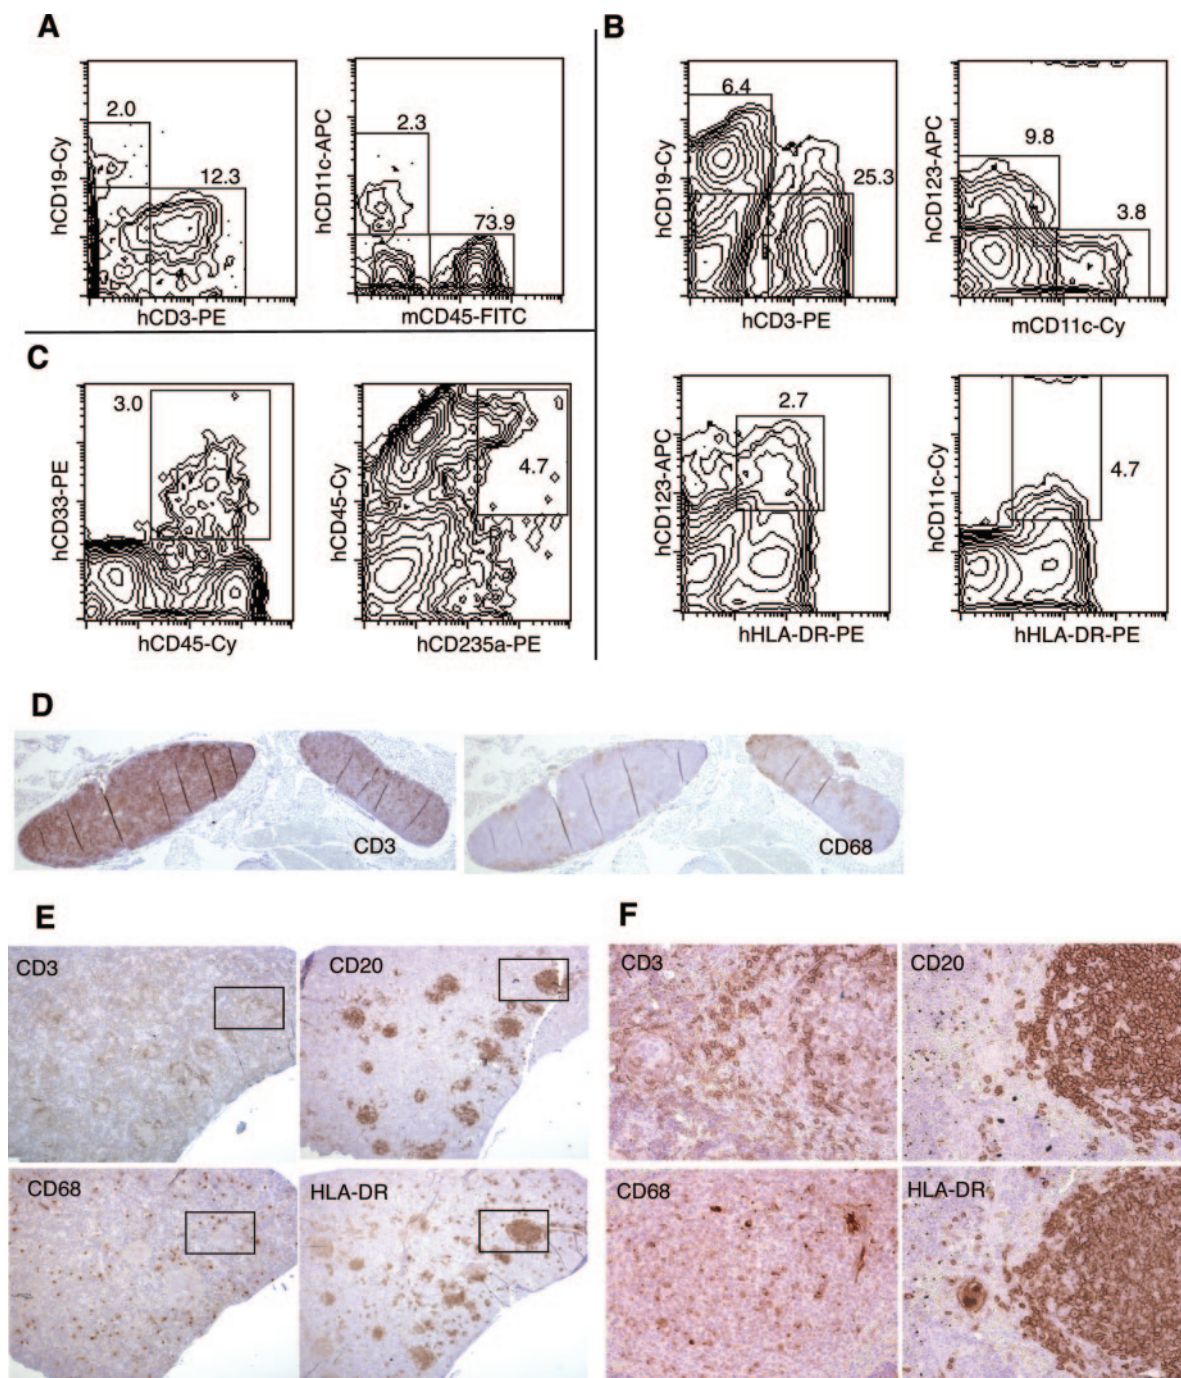 A
B
2.0
12.3
hCD19-Cy
hCD3-PE
2.3
73.9
hCD11c-APC
mCD45-FITC
6.4
25.3
hCD19-Cy
hCD3-PE
9.8
3.8
hCD123-APC
mCD11c-Cy
C
3.0
hCD33-PE
hCD45-Cy
4.7
hCD45-Cy
hCD235a-PE
2.7
hCD123-APC
hHLA-DR-PE
4.7
hCD11c-Cy
hHLA-DR-PE
D
CD3
CD68
E
F
CD3
CD20
CD3
CD20
CD68
HLA-DR
CD68
HLA-DR